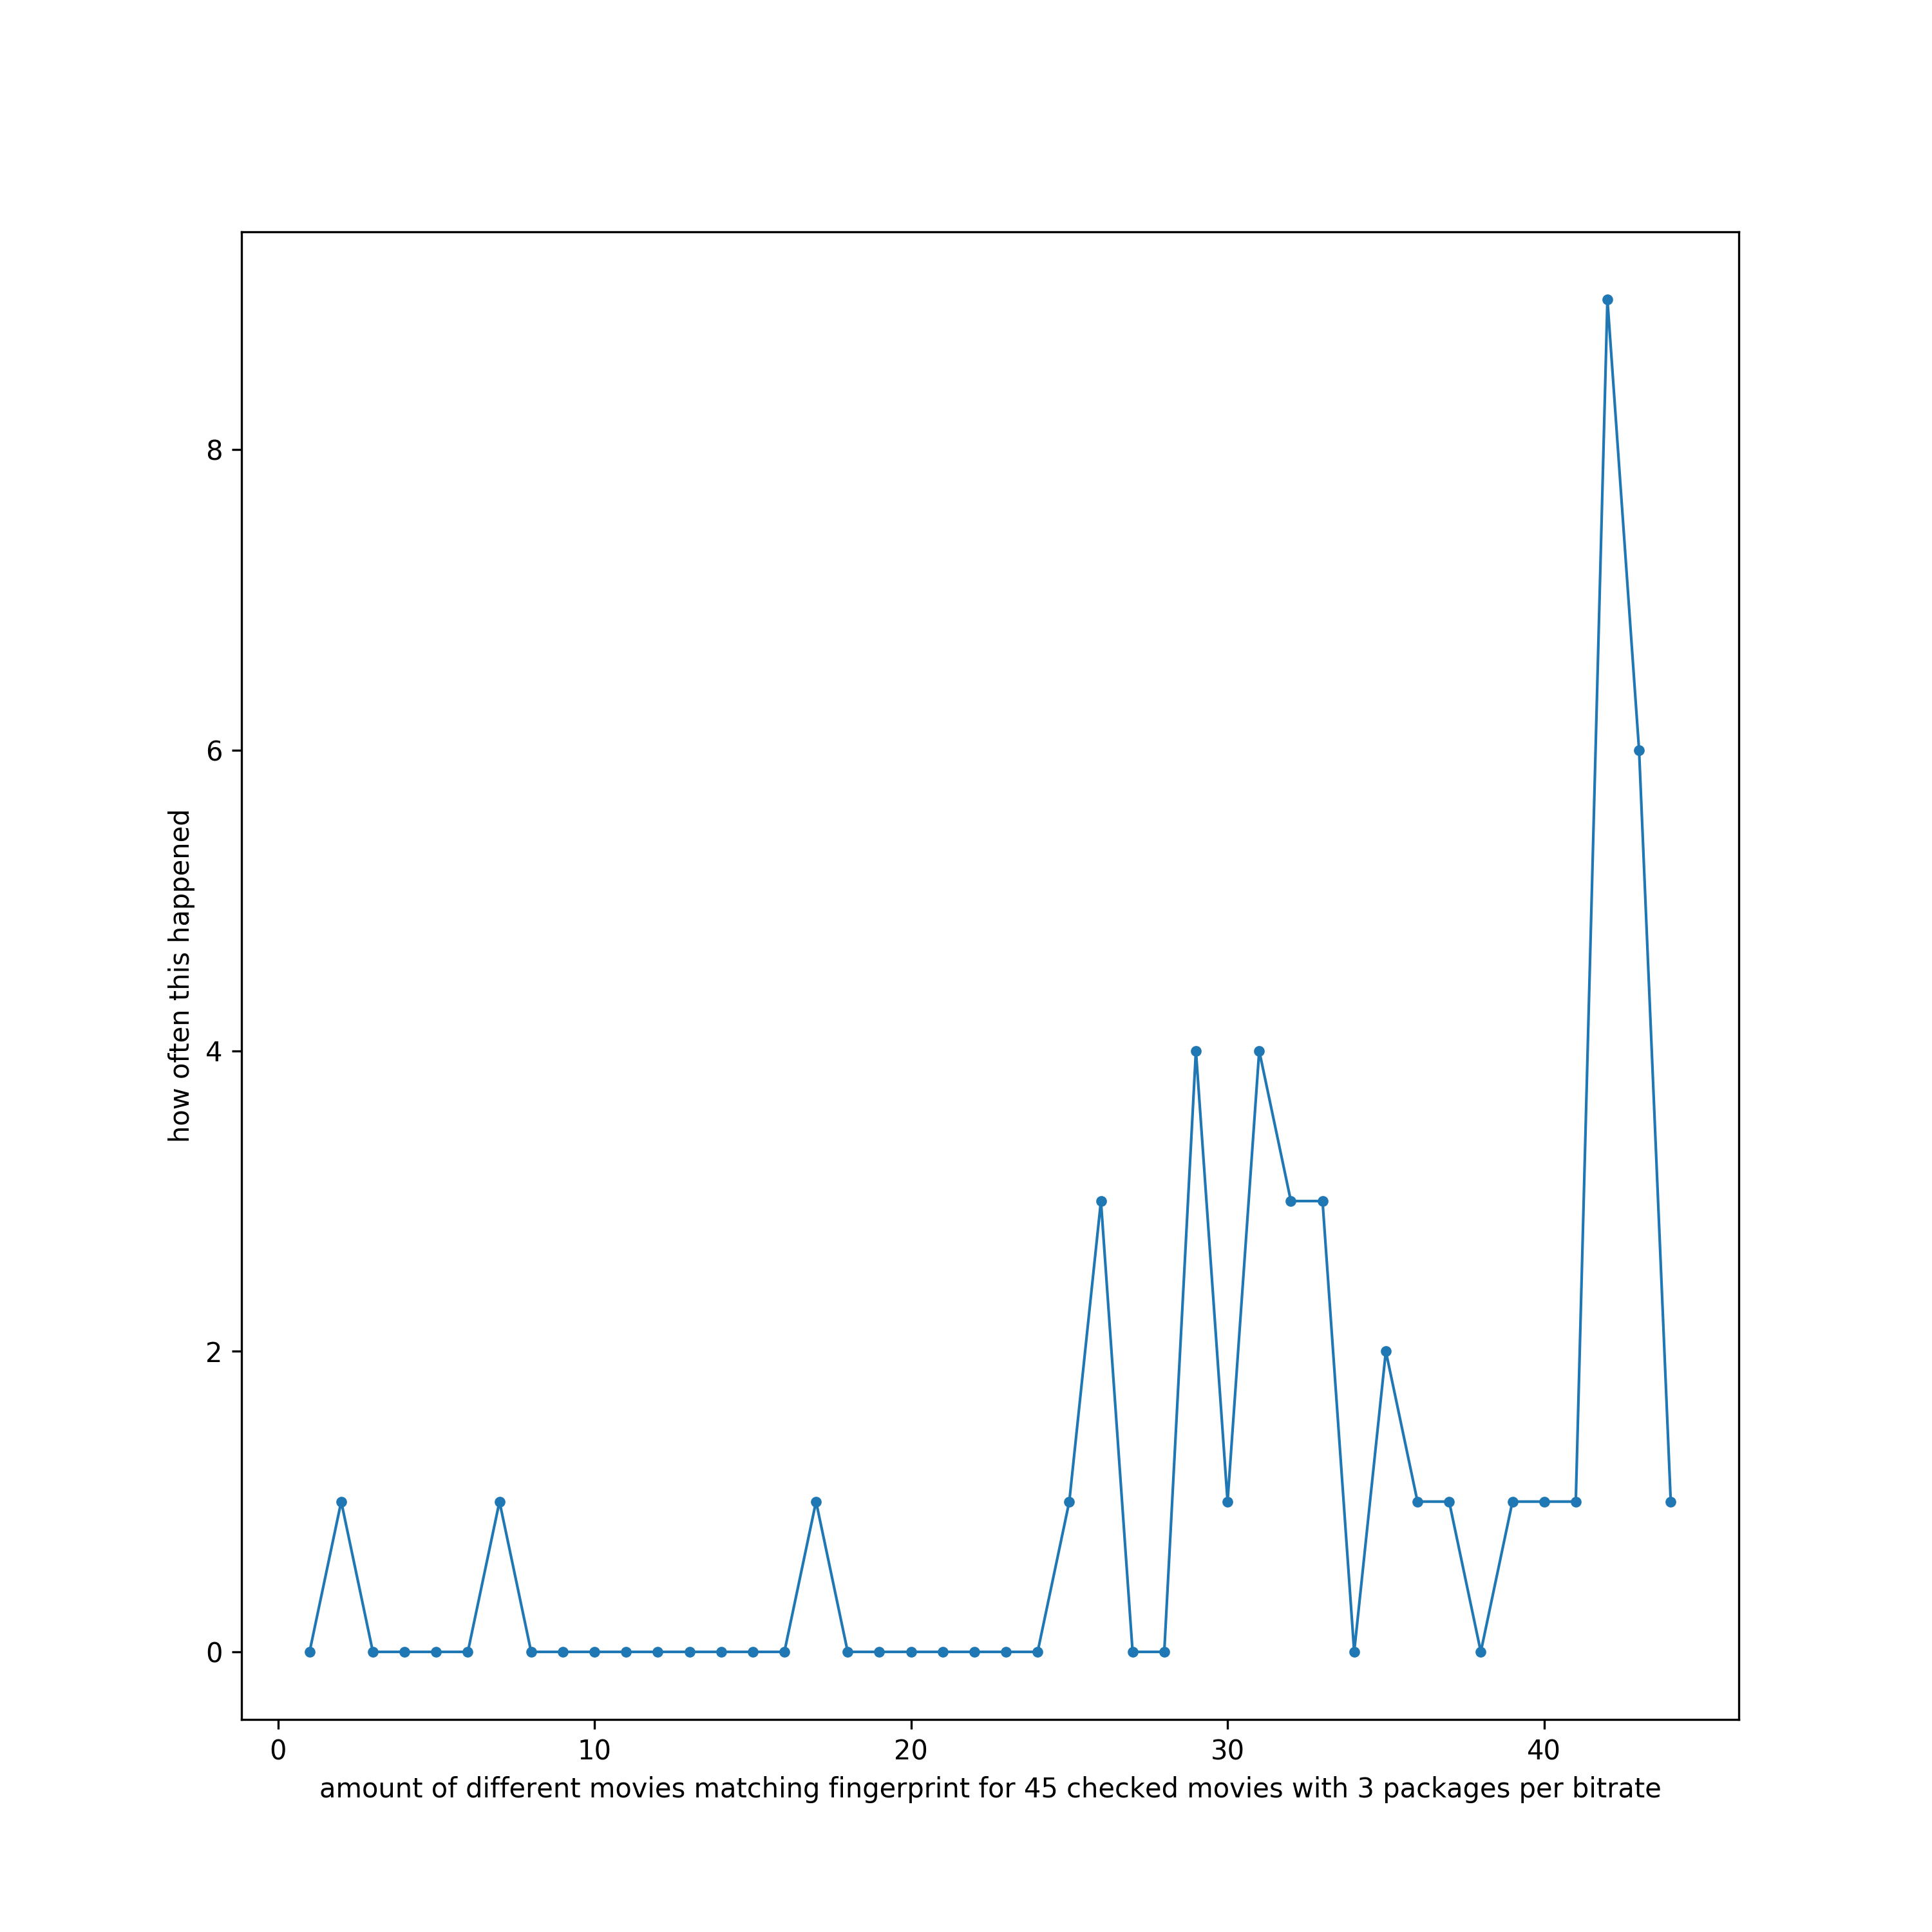 8
6
4
2
0
how often this happened
0 10 20 30 40
amount of different movies matching fingerprint for 45 checked movies with 3 packages per bitrate